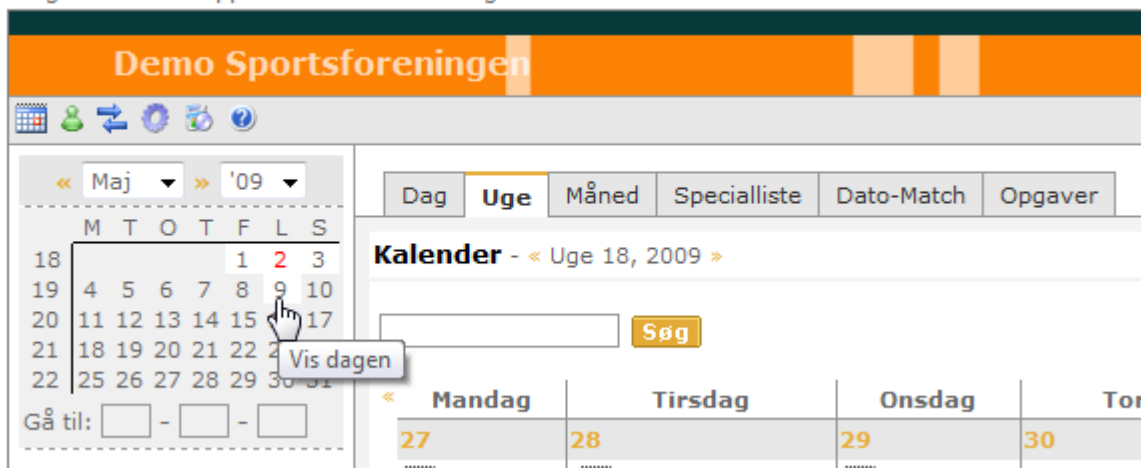 Demo Sportsforeningen
« Maj » '09
M T O T F L S
18 1 2 3
19 4 5 6 7 8 9 10
20 11 12 13 14 15 17
21 18 19 20 21 22
22 25 26 27 28 29 30 31
Vis dagen
Gå til: - -
Dag Uge Måned Specialliste Dato-Match Opgaver
Kalender - « Uge 18, 2009 »
Søg
« Mandag Tirsdag Onsdag
27 28 29 30